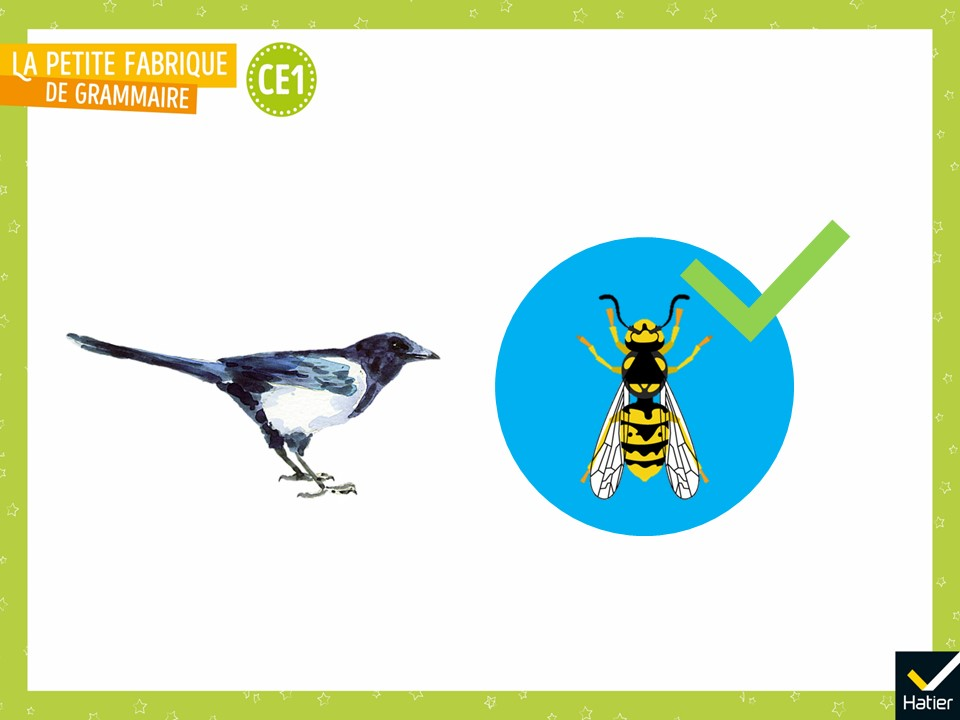 LA PETITE FABRIQUE
DE GRAMMAIRE
CE1
Hatier